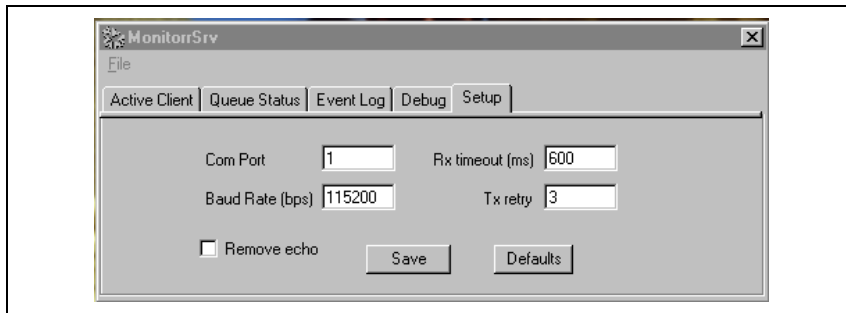 MonitorrSrv
File
Active Client Queue Status Event Log Debug Setup
Com Port 1 Rx timeout (ms) 600
Baud Rate (bps) 115200 Tx retry 3
Remove echo Save Defaults